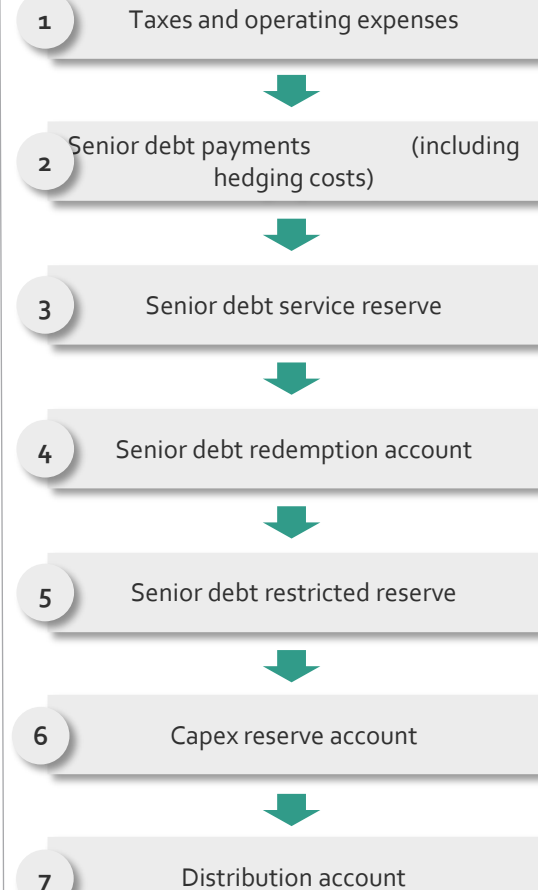 1 Taxes and operating expenses
2 Senior debt payments (including
hedging costs)
3 Senior debt service reserve
4 Senior debt redemption account
5 Senior debt restricted reserve
6 Capex reserve account
7 Distribution account